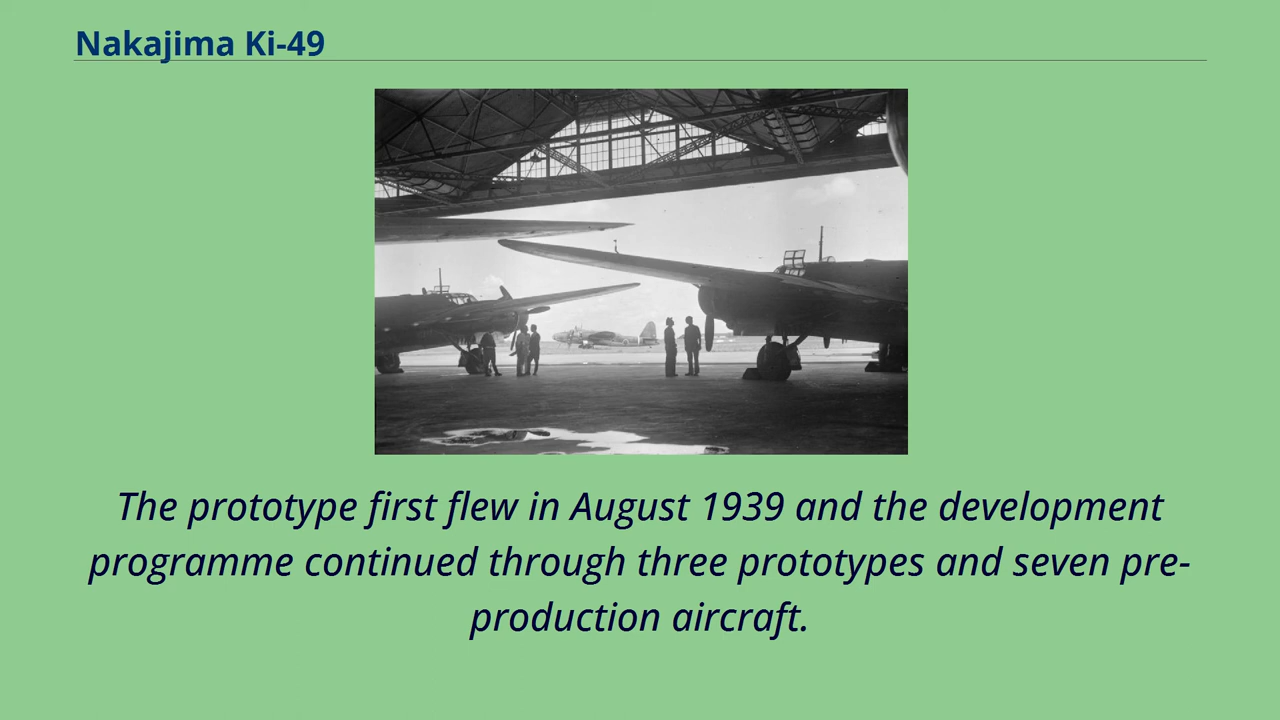 Nakajima Ki-49
The prototype first flew in August 1939 and the development
programme continued through three prototypes and seven pre-
production aircraft.